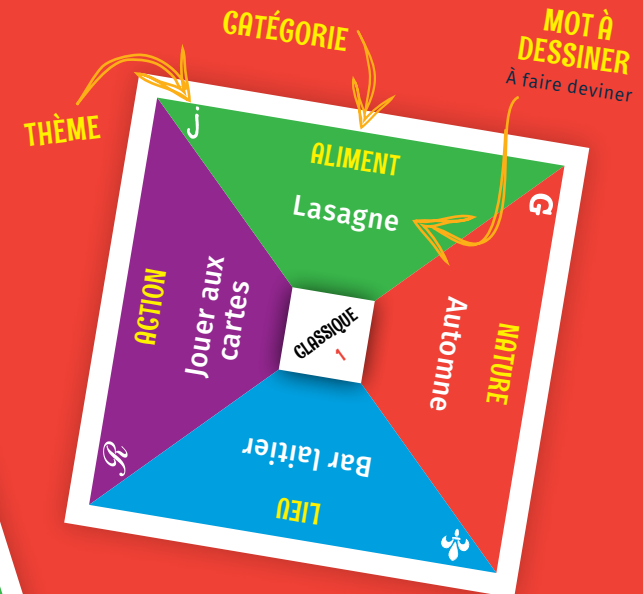 CATÉGORIE
MOT À
DESSINER
À faire deviner
THÈME
ALIMENT
Lasagne
G
ACTION
Jouer aux
cartes
CLASSIQUE
1
Automne
NATURE
R
Bar laitier
LIEU